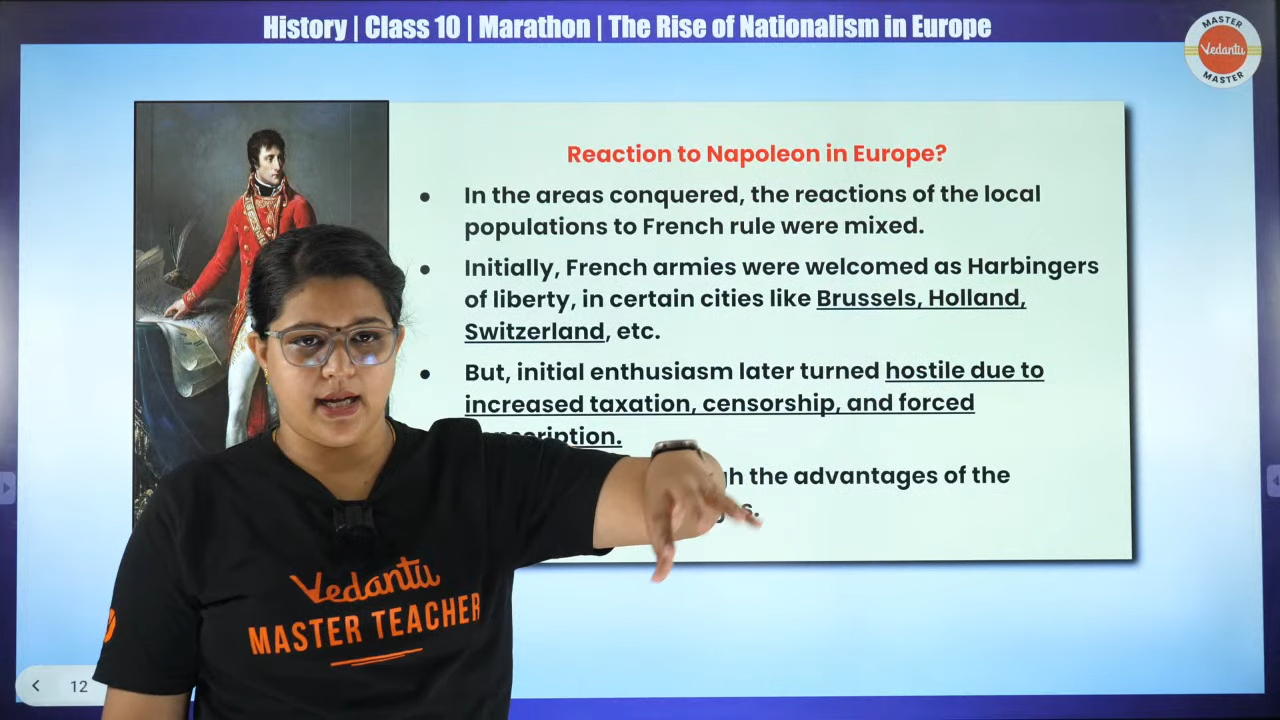 History | Class 10 | Marathon | The Rise of Nationalism in Europe
MASTER
Vedantu
MASTER
Reaction to Napoleon in Europe?
● In the areas conquered, the reactions of the local
populations to French rule were mixed.
● Initially, French armies were welcomed as Harbingers
of liberty, in certain cities like Brussels, Holland,
Switzerland, etc.
● But, initial enthusiasm later turned hostile due to
increased taxation, censorship, and forced
the advantages of the
Vedantu
MASTER TEACHER
12